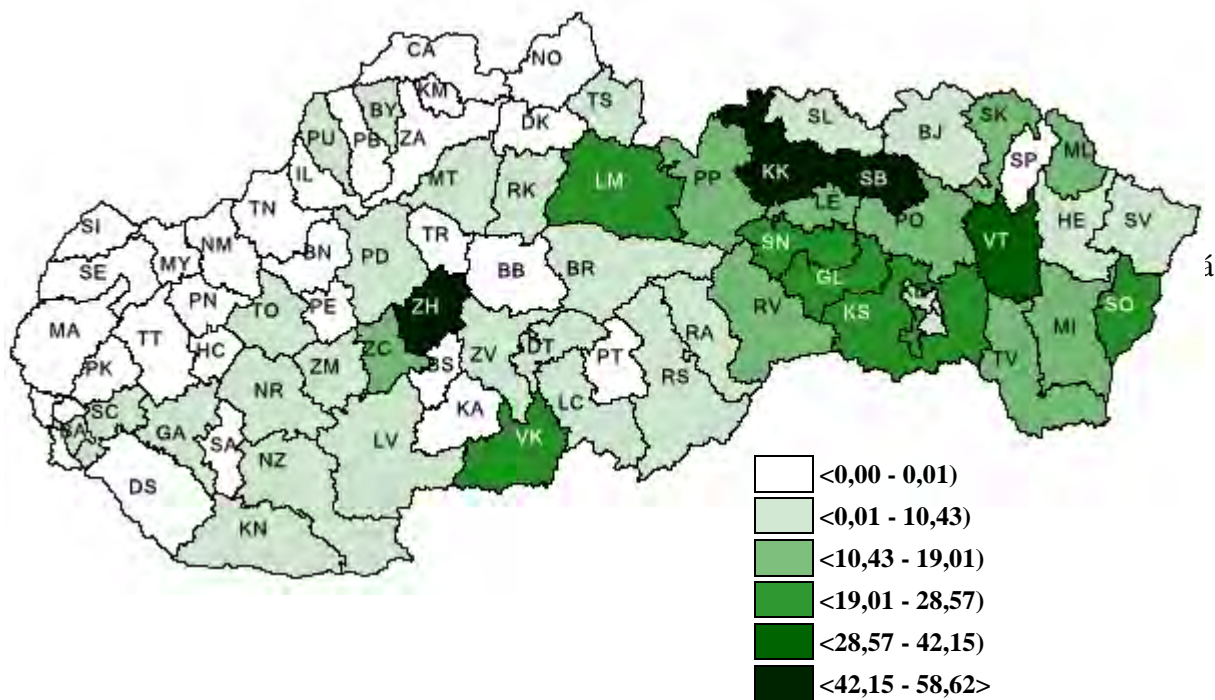 CA NO
KM TS
BY
PU PB ZA DK SL SK
BJ
IL SP ML
MT RK LM PP KK SB
LE
TN PO HE SV
SI TR
NM SN VT
MY BN PD BB BR
SE GL
á
PN TO PE ZH RV KS SO
MA TT DT RA MI
HC ZC BS ZV PT TV
PK ZM RS
NR LC
SC KA
BA GA SA LV VK
NZ
DS
KN
<0,00 - 0,01)
<0,01 - 10,43)
<10,43 - 19,01)
<19,01 - 28,57)
<28,57 - 42,15)
<42,15 - 58,62>